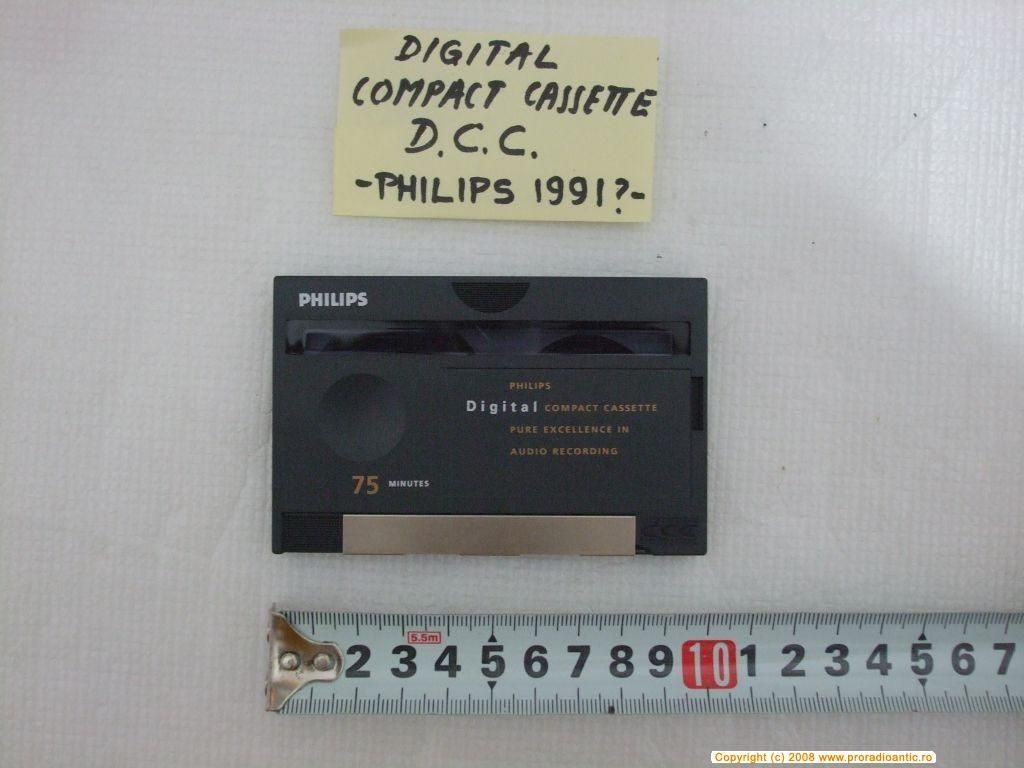 DIGITAL
COMPACT CASSETTE
D.C.C.
-PHILIPS 1991?-
PHILIPS
PHILIPS
Digital COMPACT CASSETTE
PURE EXCELLENCE IN
AUDIO RECORDING
75 MINUTES
dcc
5.5m
2 3 4 5 6 7 8 9 10 1 2 3 4 5 6 7
Copyright (c) 2008 www.proradioantic.ro